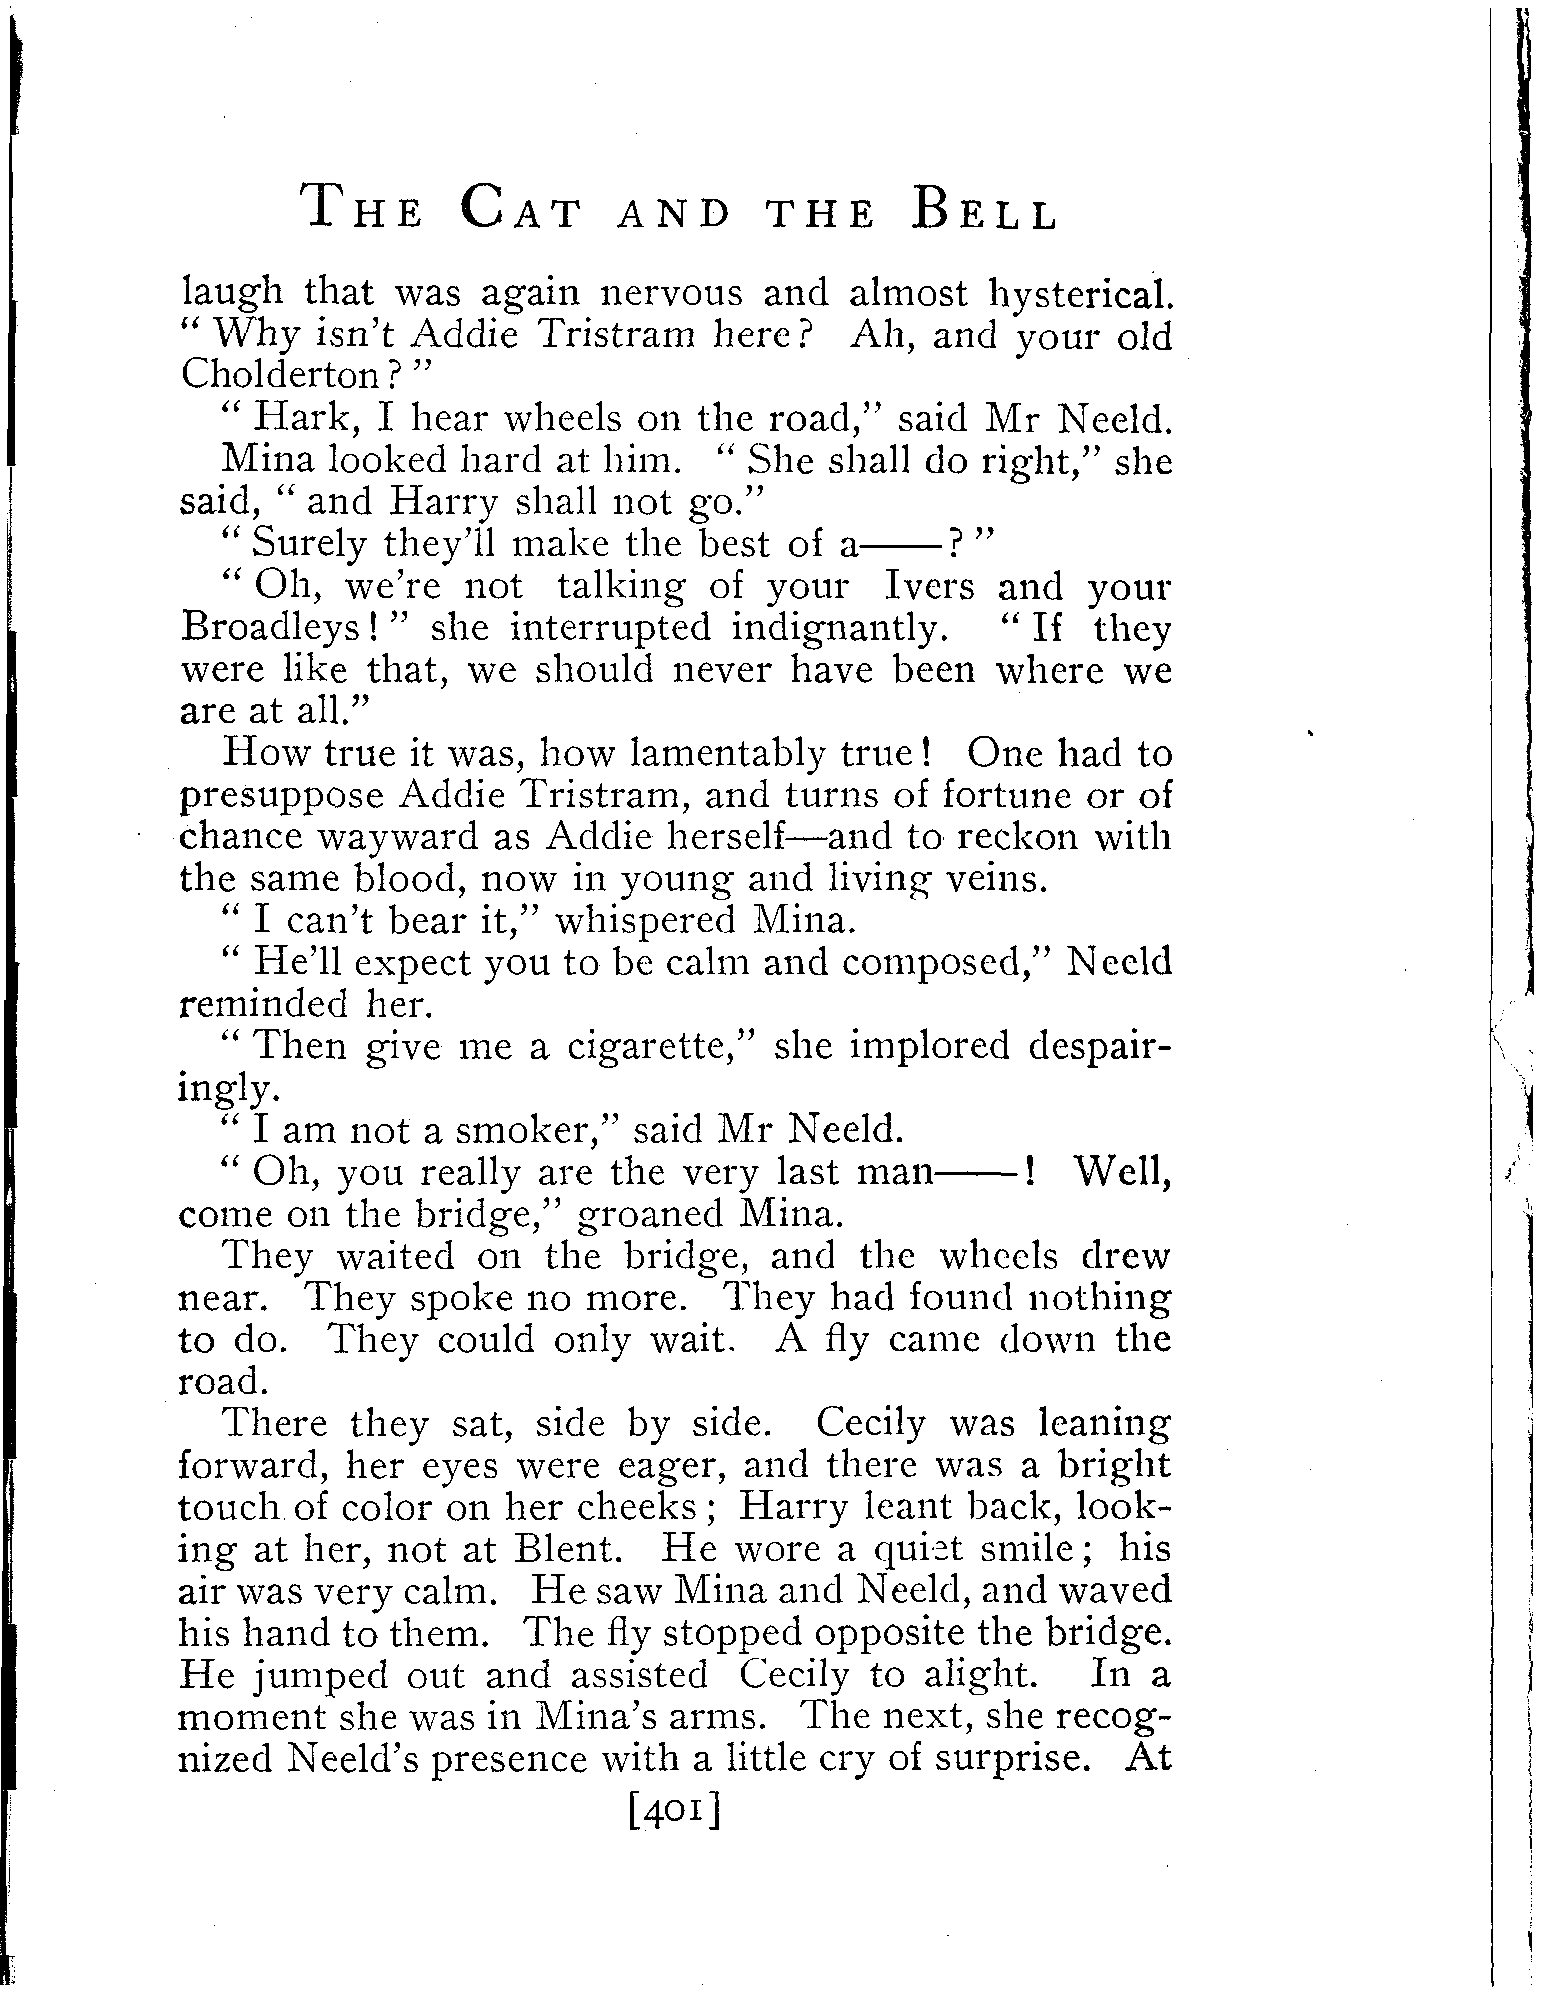 The Cat and the Bell
laugh that was again nervous and almost hysterical.
" Why isn't Addie Tristram here? Ah, and your old
Cholderton? "
" Hark, I hear wheels on the road," said Mr Neeld.
Mina looked hard at him. " She shall do right," she
said, " and Harry shall not go."
" Surely they'll make the best of a——? "
" Oh, we're not talking of your Ivers and your
Broadleys! " she interrupted indignantly. " If they
were like that, we should never have been where we
are at all."
How true it was, how lamentably true! One had to
presuppose Addie Tristram, and turns of fortune or of
chance wayward as Addie herself—and to reckon with
the same blood, now in young and living veins.
" I can't bear it," whispered Mina.
" He'll expect you to be calm and composed," Neeld
reminded her.
" Then give me a cigarette," she implored despair-
ingly.
" I am not a smoker," said Mr Neeld.
" Oh, you really are the very last man——! Well,
come on the bridge," groaned Mina.
They waited on the bridge, and the wheels drew
near. They spoke no more. They had found nothing
to do. They could only wait. A fly came down the
road.
There they sat, side by side. Cecily was leaning
forward, her eyes were eager, and there was a bright
touch of color on her cheeks; Harry leant back, look-
ing at her, not at Blent. He wore a quiet smile; his
air was very calm. He saw Mina and Neeld, and waved
his hand to them. The fly stopped opposite the bridge.
He jumped out and assisted Cecily to alight. In a
moment she was in Mina's arms. The next, she recog-
nized Neeld's presence with a little cry of surprise. At
[401]